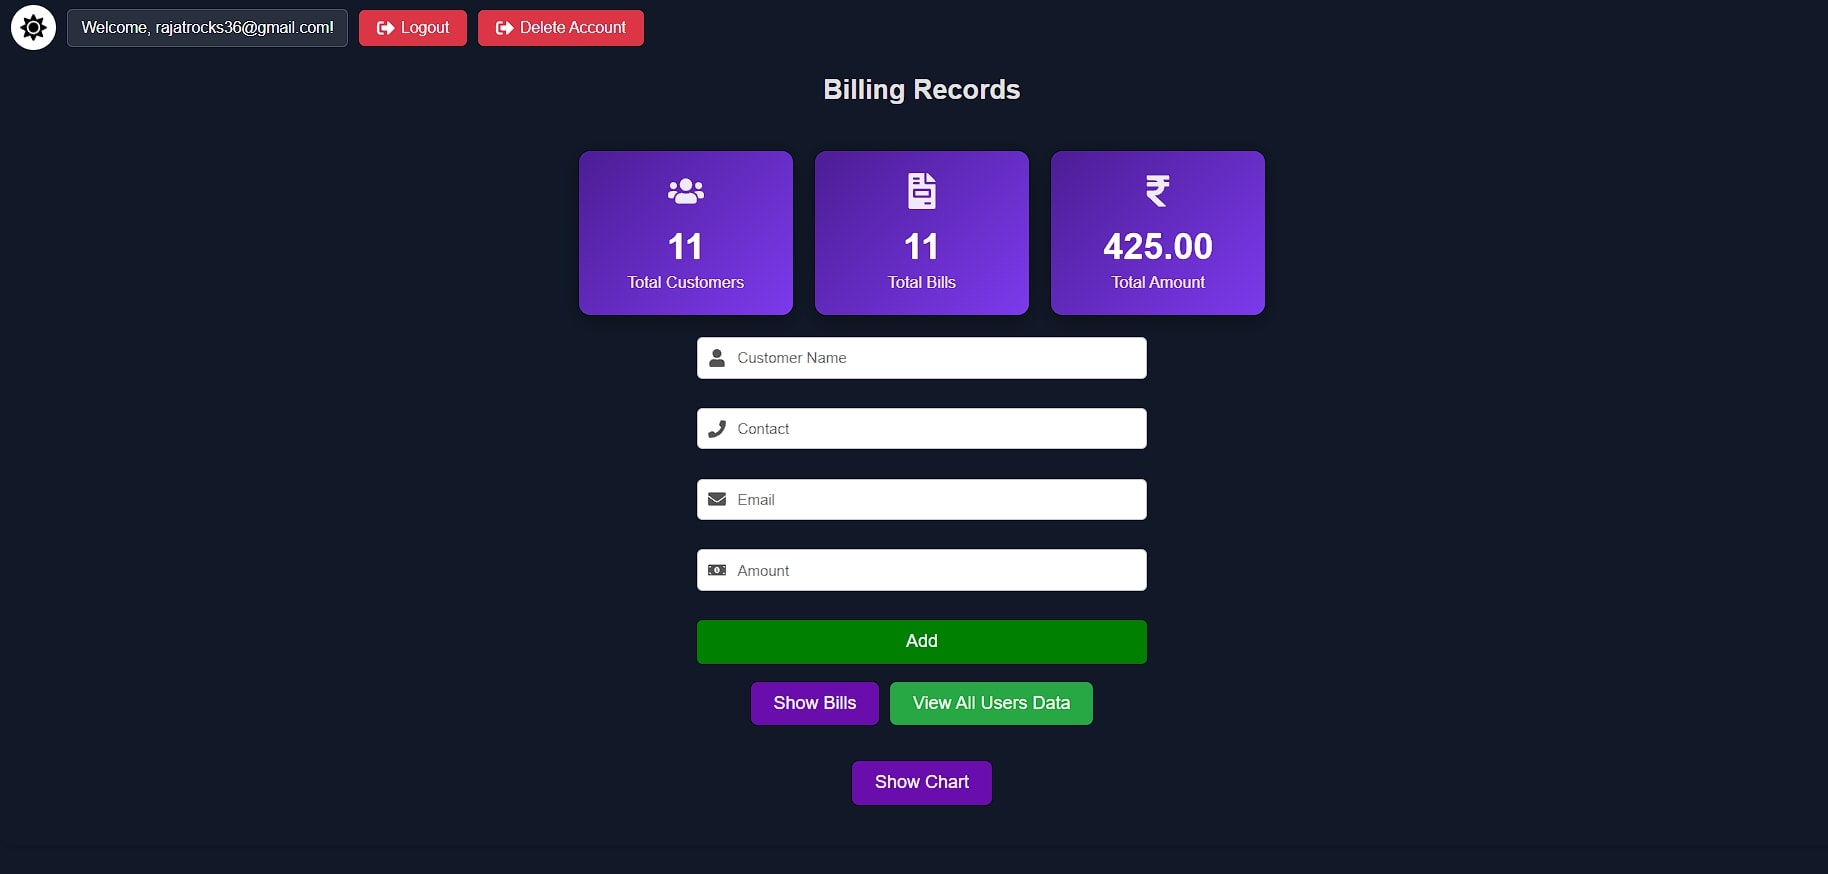 Welcome, rajatrocks36@gmail.com!
Logout
Delete Account
Billing Records
11
Total Customers
11
Total Bills
₹
425.00
Total Amount
Customer Name
Contact
Email
Amount
Add
Show Bills
View All Users Data
Show Chart